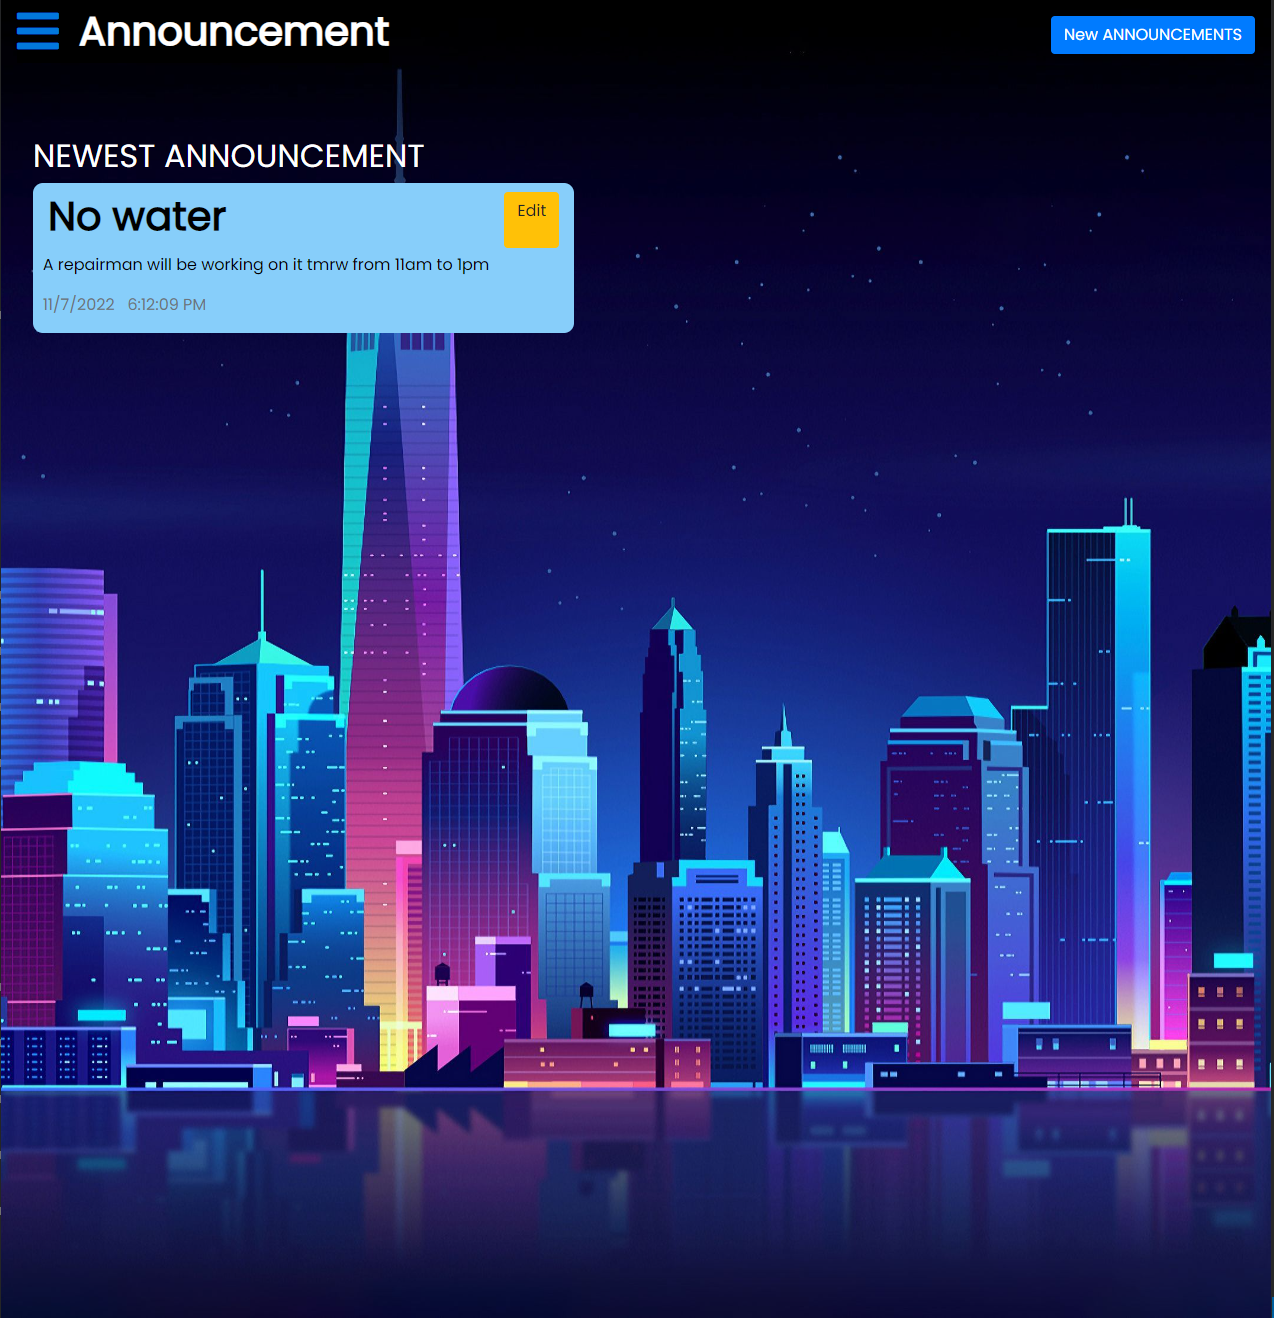 Announcement
New ANNOUNCEMENTS
NEWEST ANNOUNCEMENT
No water
Edit
A repairman will be working on it tmrw from 11am to 1pm
11/7/2022 6:12:09 PM